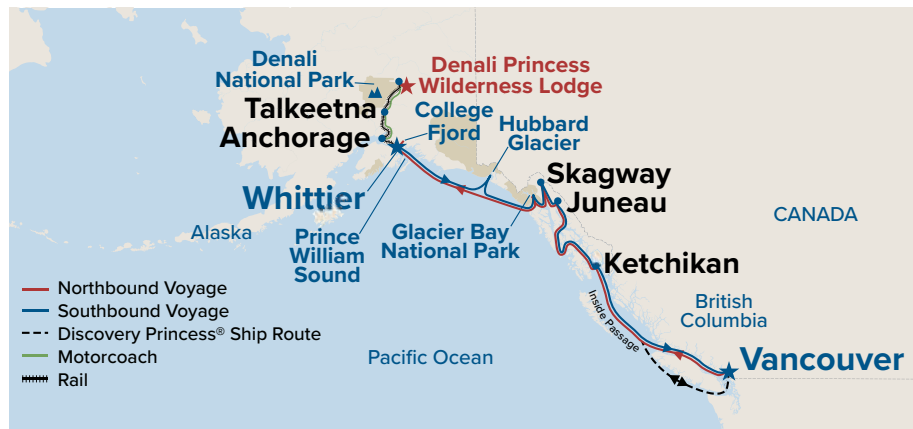 Denali
National Park
Denali Princess
Wilderness Lodge
Talkeetna
Anchorage
College
Fjord
Hubbard
Glacier
Whittier
Skagway
Juneau
Alaska
Prince
William
Sound
Glacier Bay
National Park
CANADA
Ketchikan
Northbound Voyage
Southbound Voyage
Discovery Princess® Ship Route
Motorcoach
Rail
Inside Passage
British
Columbia
Pacific Ocean
Vancouver